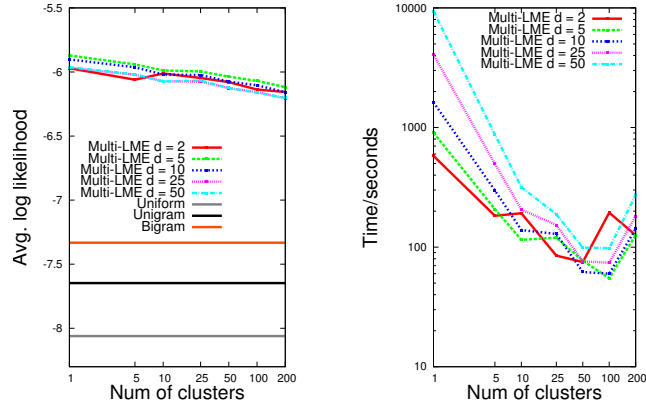 -5.5
-6
-6.5
-7
-7.5
-8
Avg. log likelihood
Multi-LME d = 2
Multi-LME d = 5
Multi-LME d = 10
Multi-LME d = 25
Multi-LME d = 50
Uniform
Unigram
Bigram
1 5 10 25 50 100 200
Num of clusters
10000
1000
100
10
Time/seconds
Multi-LME d = 2
Multi-LME d = 5
Multi-LME d = 10
Multi-LME d = 25
Multi-LME d = 50
1 5 10 25 50 100 200
Num of clusters